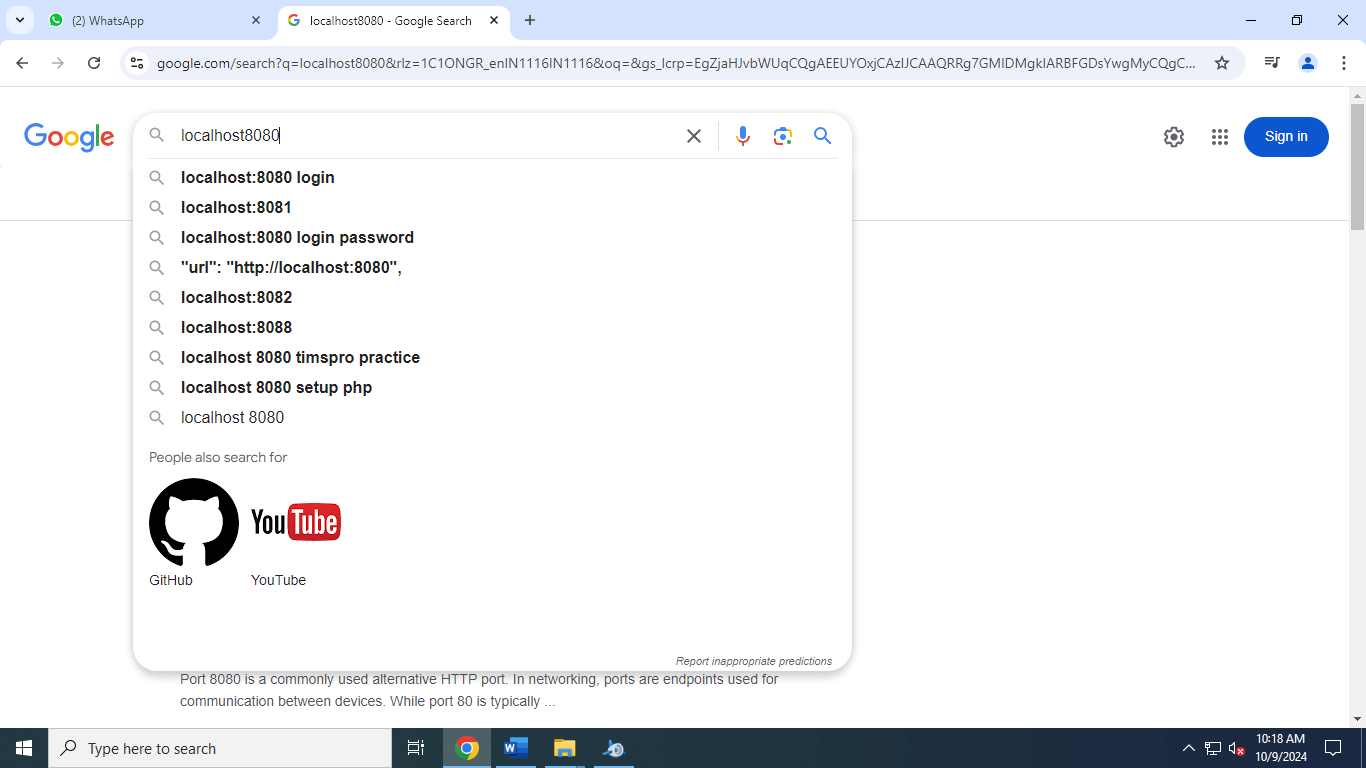 (2) WhatsApp
localhost8080 - Google Search
google.com/search?q=localhost8080&rlz=1C1ONGR_enIN1116IN1116&oq=&gs_lcrp=EgZjaHJvbWUqCQgAEEUYOxjCAzIJCAAQRRg7GMIDMgkIARBFGDsYwgMyCQgC...
Google
localhost8080
Sign in
localhost:8080 login
localhost:8081
localhost:8080 login password
"url": "http://localhost:8080",
localhost:8082
localhost:8088
localhost 8080 timspro practice
localhost 8080 setup php
localhost 8080
People also search for
YouTube
GitHub
YouTube
Report inappropriate predictions
Port 8080 is a commonly used alternative HTTP port. In networking, ports are endpoints used for
communication between devices. While port 80 is typically ...
Type here to search
10:18 AM
10/9/2024